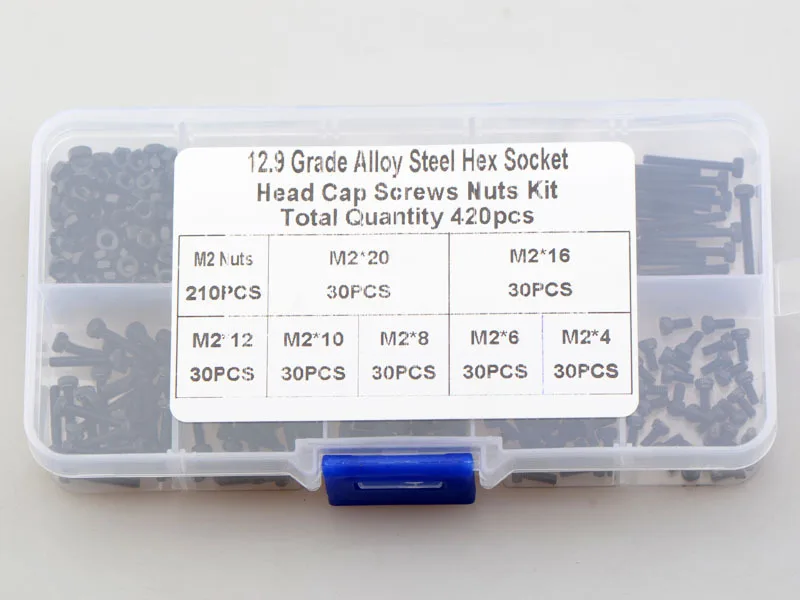 12.9 Grade Alloy Steel Hex Socket
Head Cap Screws Nuts Kit
Total Quantity 420pcs
M2 Nuts M2*20 M2*16
210PCS 30PCS 30PCS
M2*12 M2*10 M2*8 M2*6 M2*4
30PCS 30PCS 30PCS 30PCS 30PCS